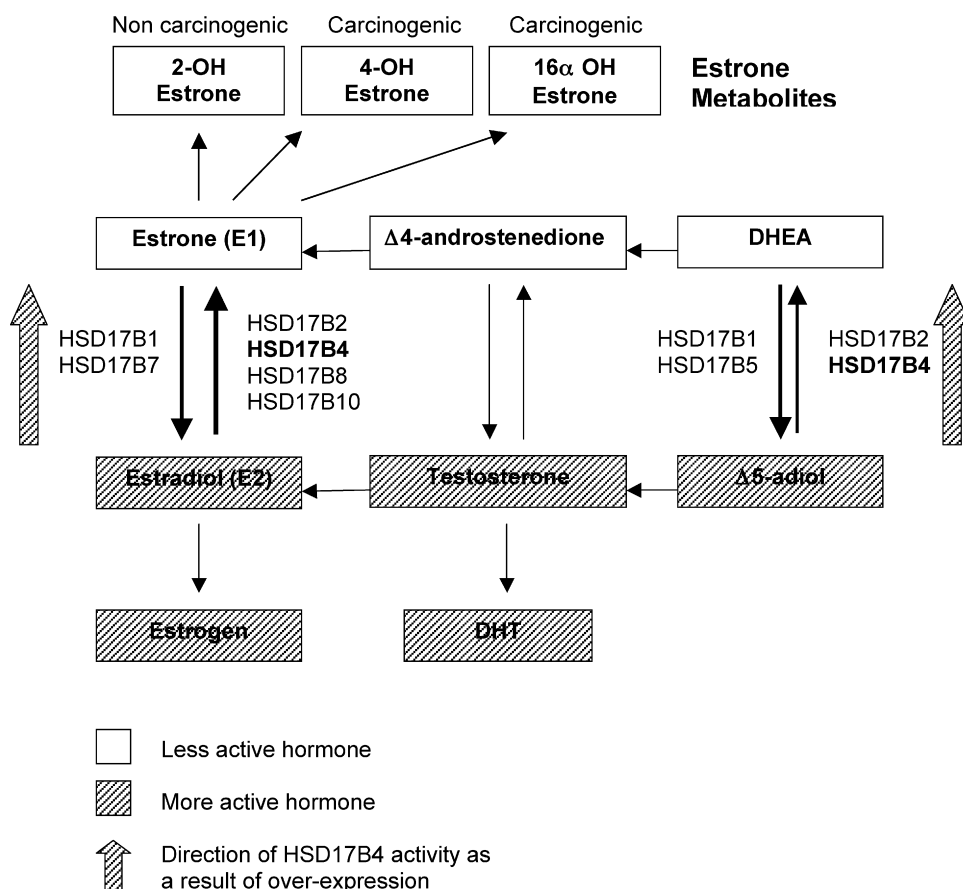 Non carcinogenic
Carcinogenic
Carcinogenic
2-OH
Estrone
4-OH
Estrone
16α OH
Estrone
Estrone
Metabolites
Estrone (E1)
Δ4-androstenedione
DHEA
HSD17B1
HSD17B7
HSD17B2
HSD17B4
HSD17B8
HSD17B10
HSD17B1
HSD17B5
HSD17B2
HSD17B4
Estradiol (E2)
Testosterone
Δ5-adiol
Estrogen
DHT
Less active hormone
More active hormone
Direction of HSD17B4 activity as
a result of over-expression